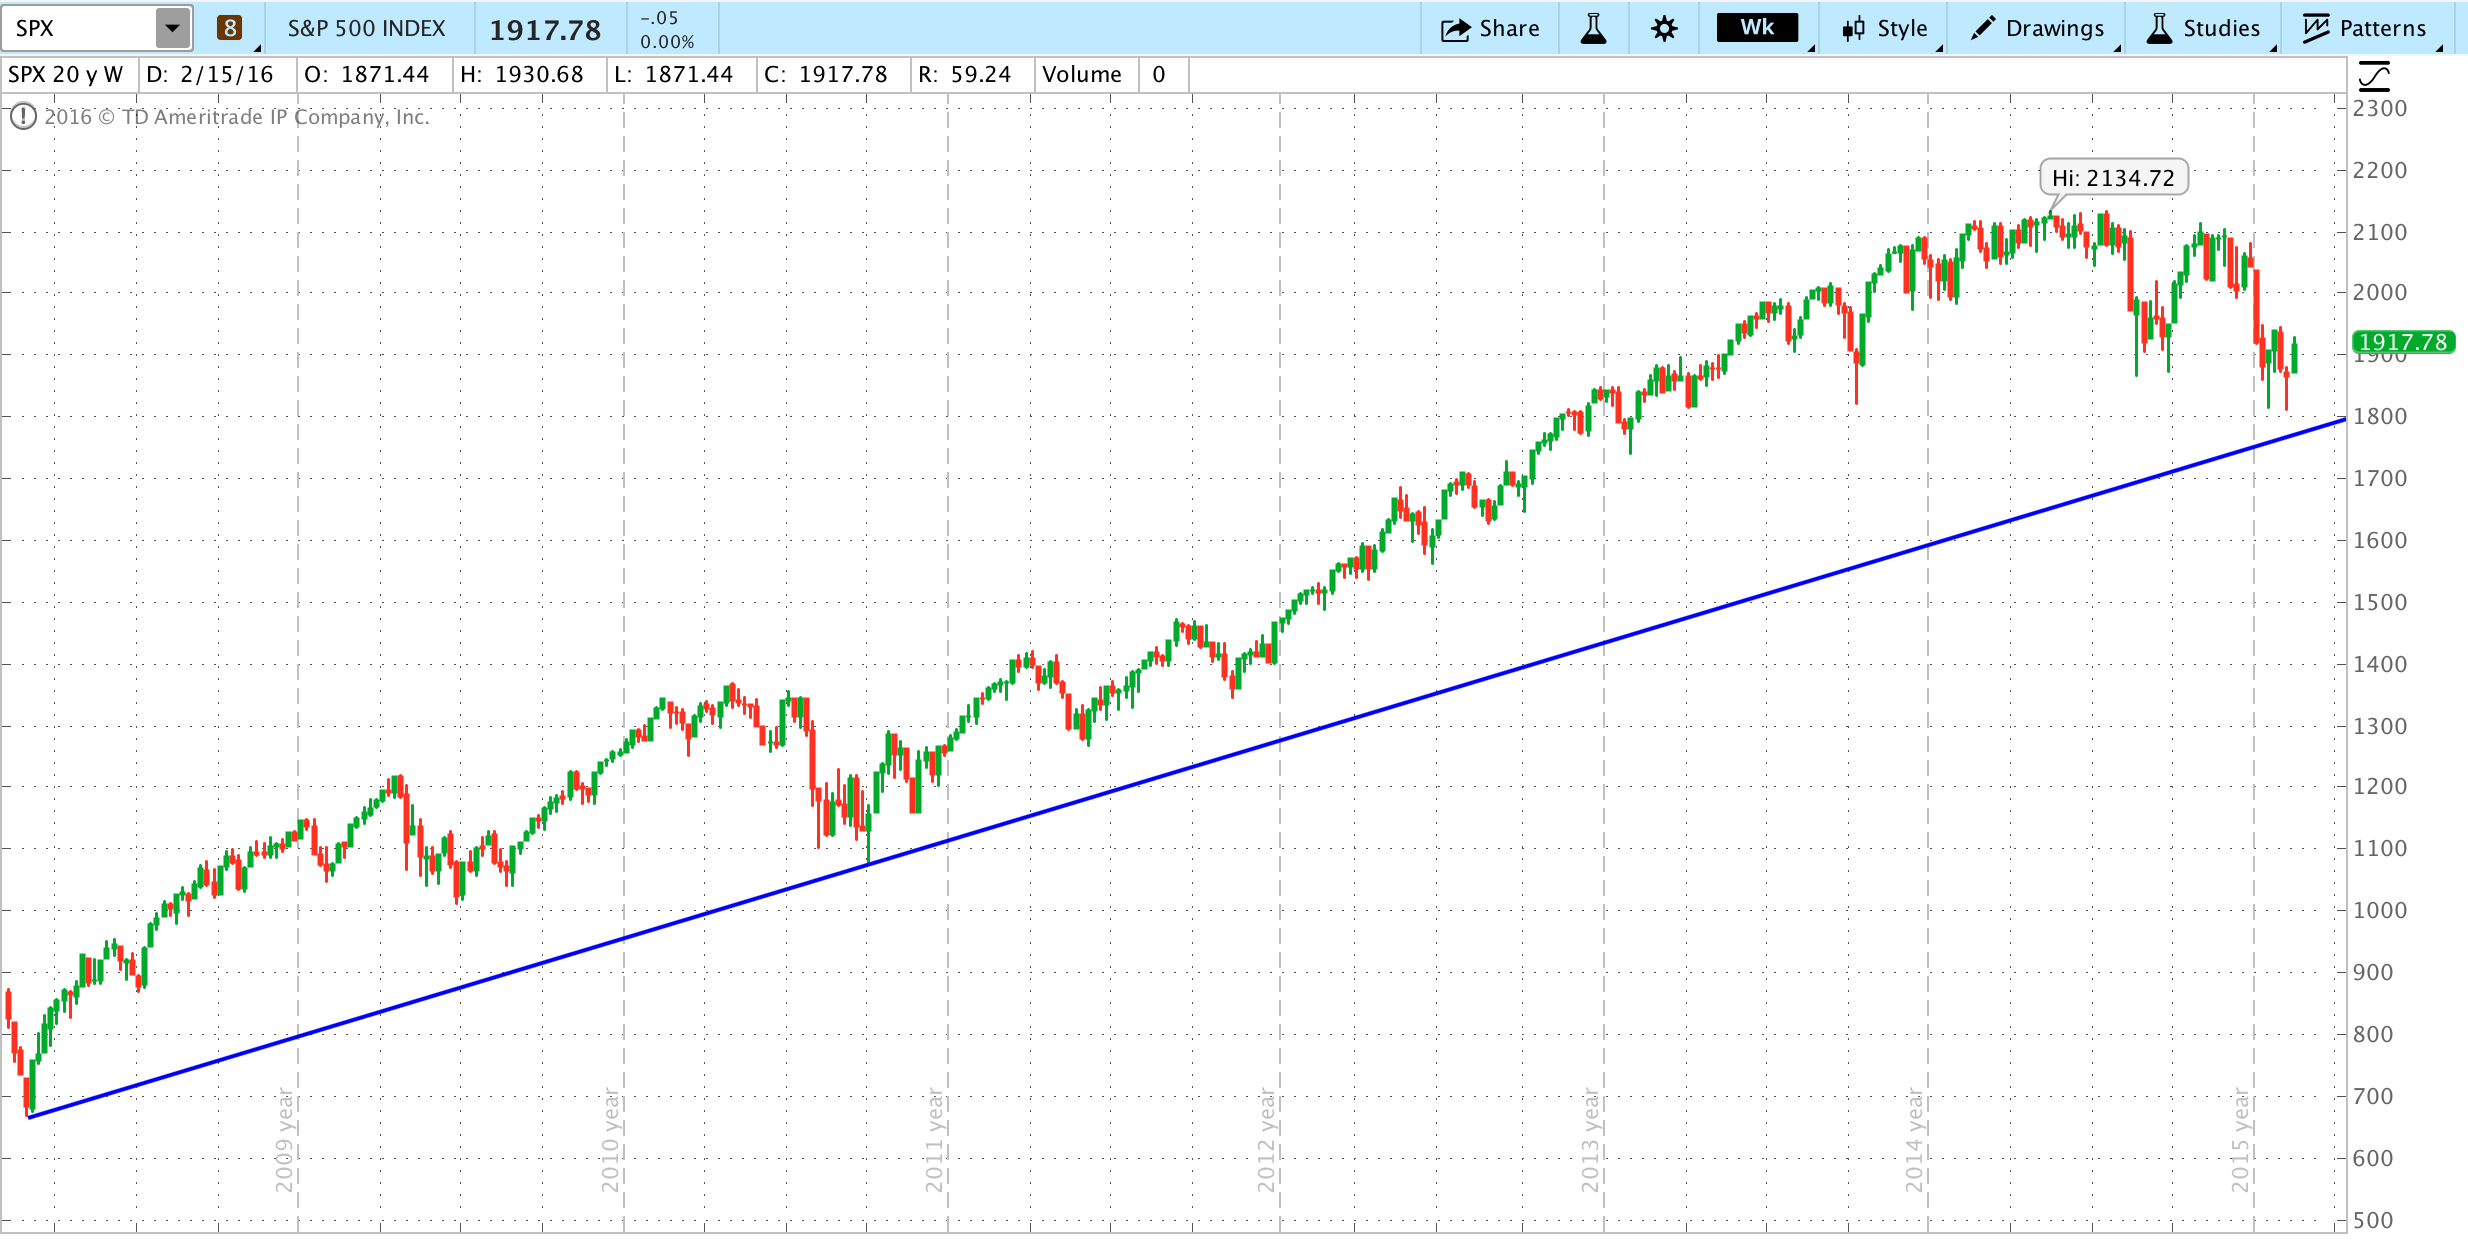 SPX
8
S&P 500 INDEX
1917.78
-.05
0.00%
Share
Wk
Style
Drawings
Studies
Patterns
SPX 20 y W D: 2/15/16 O: 1871.44 H: 1930.68 L: 1871.44 C: 1917.78 R: 59.24 Volume 0
2016 © TD Ameritrade IP Company, Inc.
Hi: 2134.72
2300
2200
2100
2000
1917.78
1900
1800
1700
1600
1500
1400
1300
1200
1100
1000
900
800
700
600
500
2009 year
2010 year
2011 year
2012 year
2013 year
2014 year
2015 year